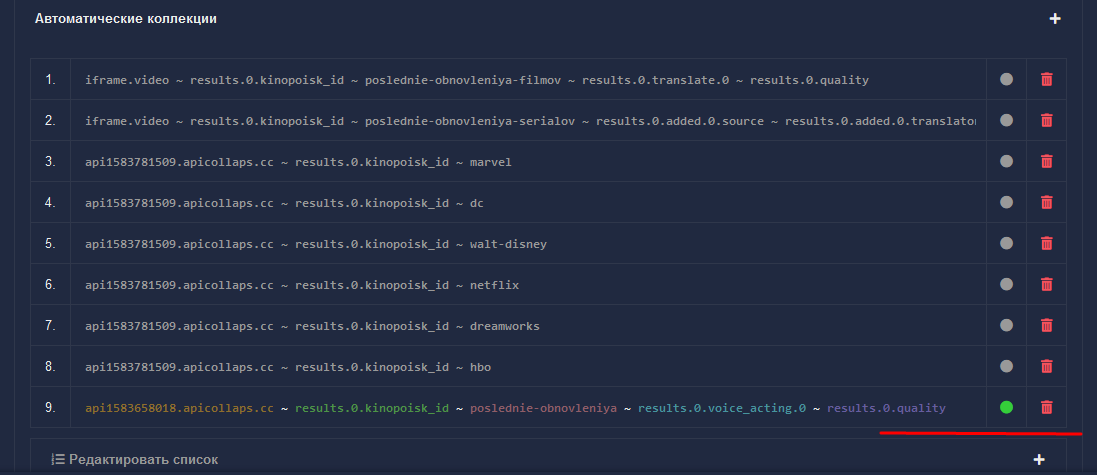 Автоматические коллекции
1. iframe.video ~ results.0.kinopoisk_id ~ poslednie-obnovleniya-filmov ~ results.0.translate.0 ~ results.0.quality
2. iframe.video ~ results.0.kinopoisk_id ~ poslednie-obnovleniya-serialov ~ results.0.added.0.source ~ results.0.added.0.translator
3. api1583781509.apicollaps.cc ~ results.0.kinopoisk_id ~ marvel
4. api1583781509.apicollaps.cc ~ results.0.kinopoisk_id ~ dc
5. api1583781509.apicollaps.cc ~ results.0.kinopoisk_id ~ walt-disney
6. api1583781509.apicollaps.cc ~ results.0.kinopoisk_id ~ netflix
7. api1583781509.apicollaps.cc ~ results.0.kinopoisk_id ~ dreamworks
8. api1583781509.apicollaps.cc ~ results.0.kinopoisk_id ~ hbo
9. api1583658018.apicollaps.cc ~ results.0.kinopoisk_id ~ poslednie-obnovleniya ~ results.0.voice_acting.0 ~ results.0.quality
Редактировать список